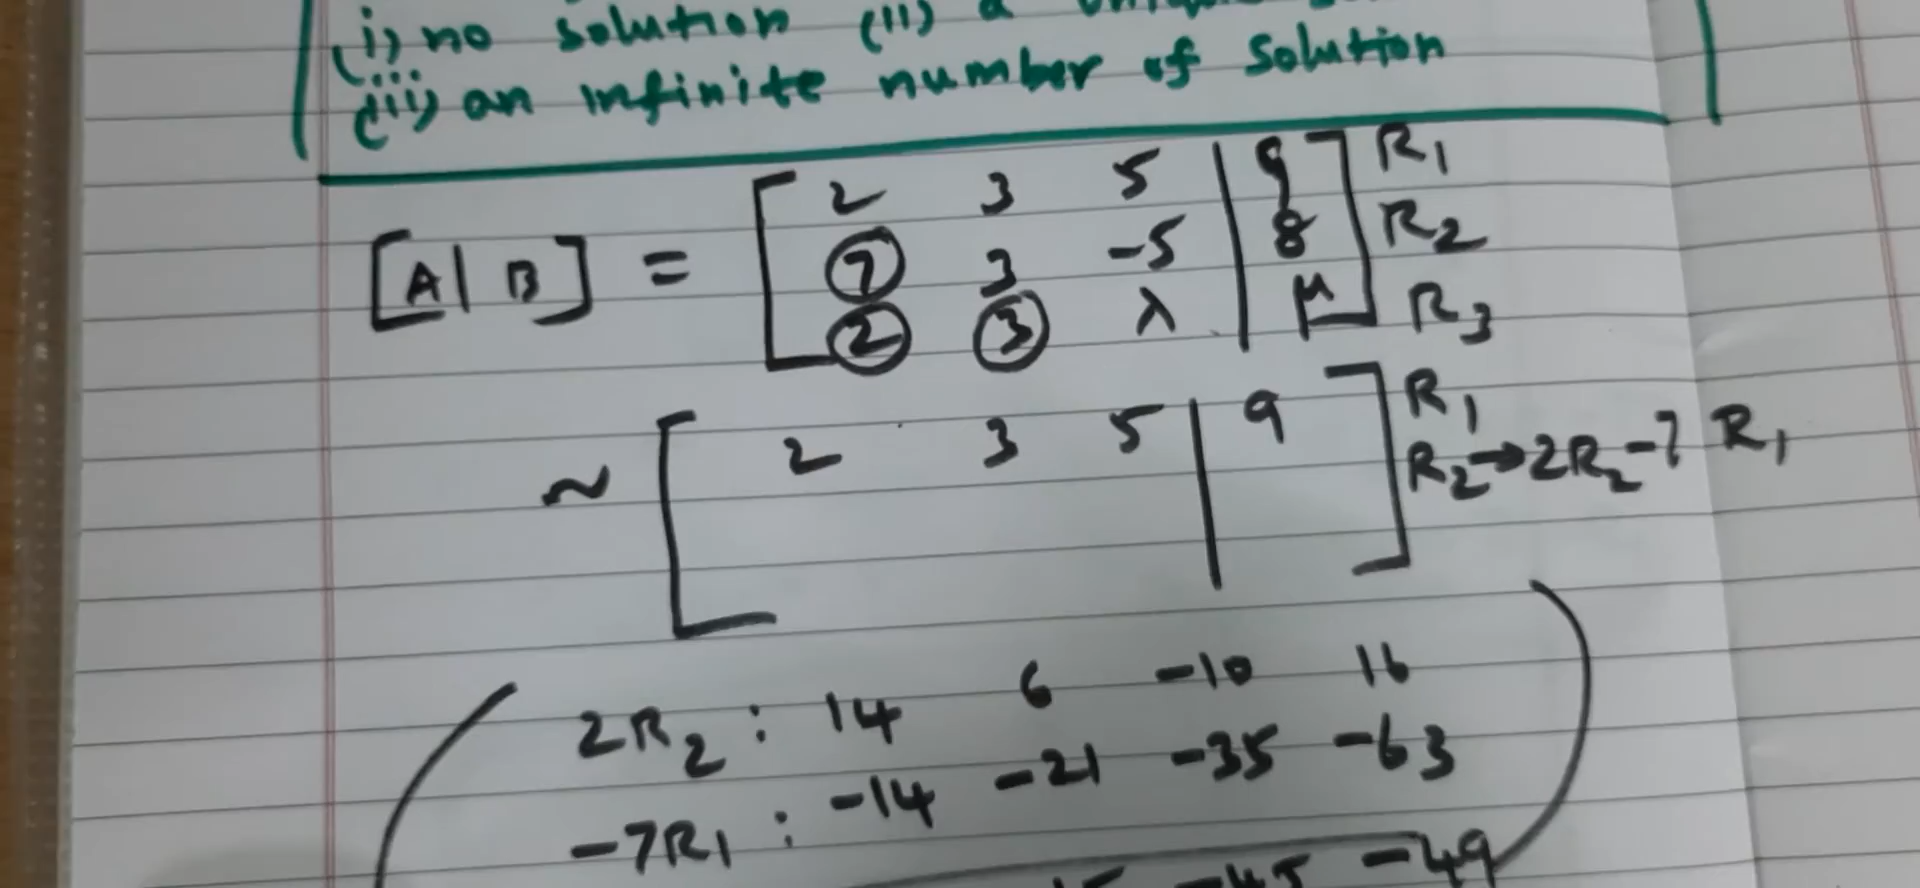 (i) no solution (ii) a
(iii) an infinite number of solution
[A | B] = [ 2 3 5 | 9 ] R1
7 3 -5 | 8 R2
2 3 λ | μ R3
~ [ 2 3 5 | 9 ] R1
R2→2R2-7R1
2R2 : 14 6 -10 16
-7R1 : -14 -21 -35 -63
-45 -49